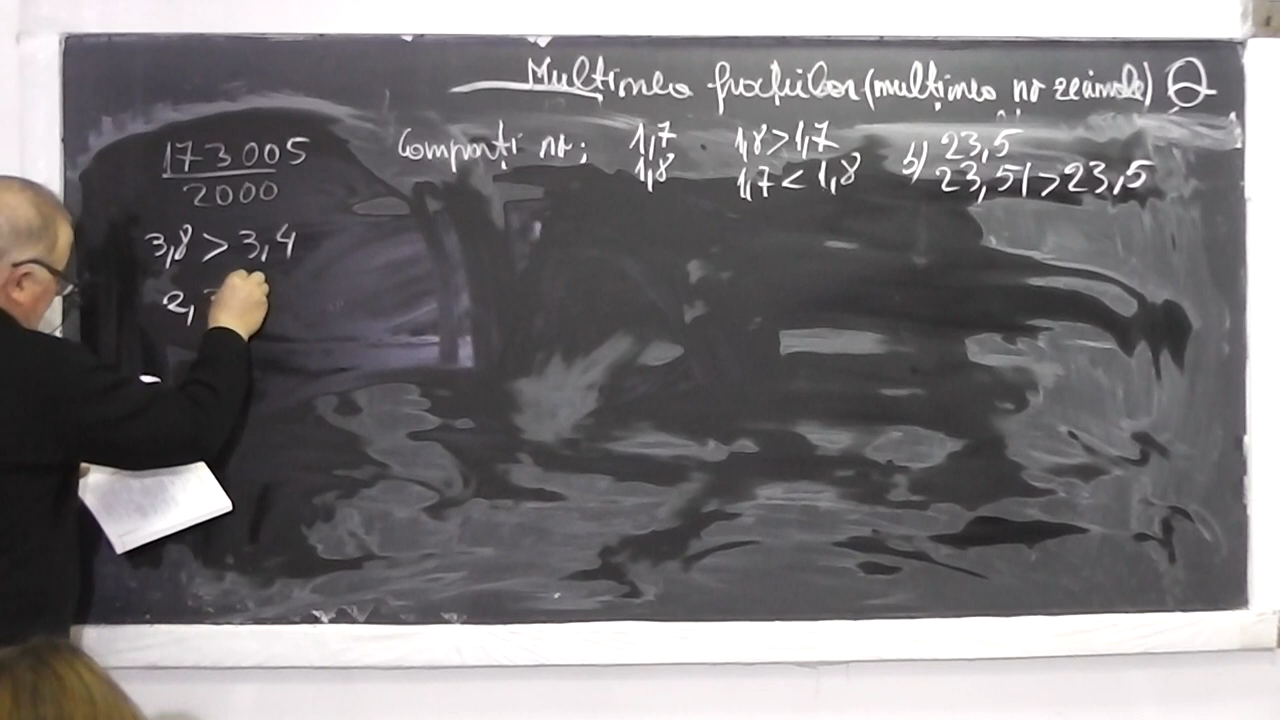 Mulțimea fracțiilor (mulțimea nr zecimale) Q
173005
2000
3,8 > 3,4
2,
Comparați nr:
1,7
1,8
1,8 > 1,7
1,7 < 1,8
b) 23,5
23,51 > 23,5